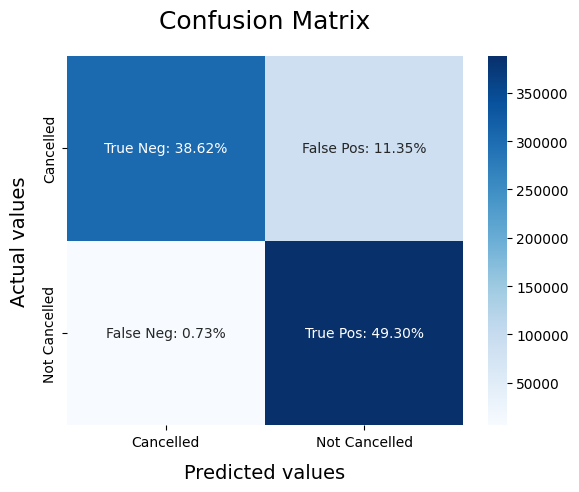 Confusion Matrix
Actual values
Cancelled
Not Cancelled
True Neg: 38.62%
False Pos: 11.35%
False Neg: 0.73%
True Pos: 49.30%
Cancelled
Not Cancelled
Predicted values
350000
300000
250000
200000
150000
100000
50000